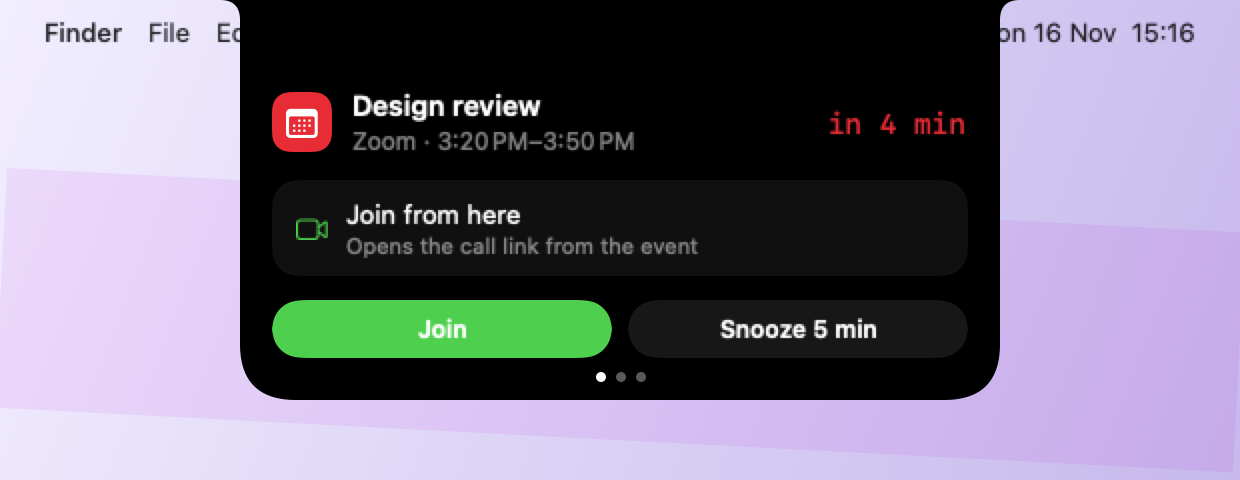 Finder File Ed
on 16 Nov 15:16
Design review
Zoom · 3:20 PM–3:50 PM
in 4 min
Join from here
Opens the call link from the event
Join
Snooze 5 min